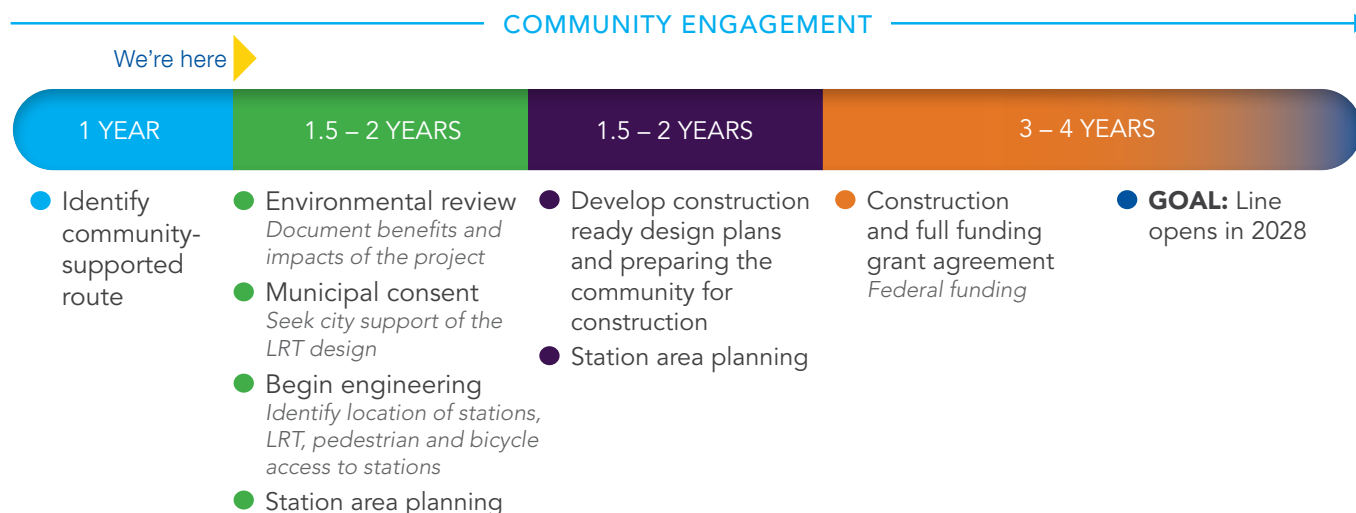 COMMUNITY ENGAGEMENT
We're here
1 YEAR
1.5 – 2 YEARS
1.5 – 2 YEARS
3 – 4 YEARS
Identify
community-
supported
route
Environmental review
Document benefits and
impacts of the project
Municipal consent
Seek city support of the
LRT design
Begin engineering
Identify location of stations,
LRT, pedestrian and bicycle
access to stations
Station area planning
Develop construction
ready design plans
and preparing the
community for
construction
Station area planning
Construction
and full funding
grant agreement
Federal funding
GOAL: Line
opens in 2028